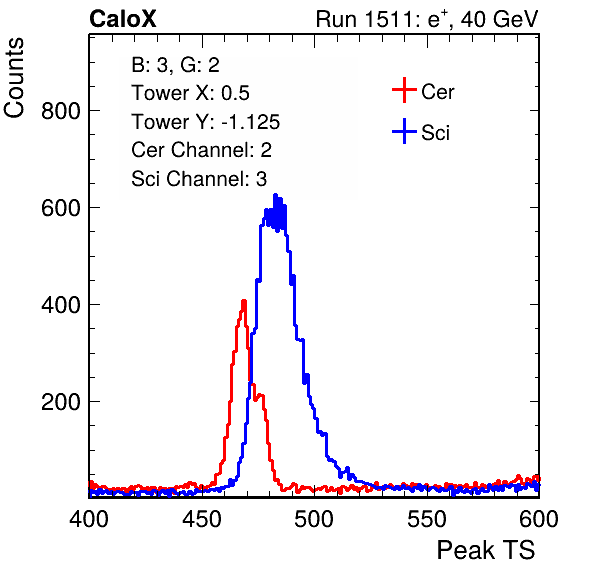 CaloX
Run 1511: e+, 40 GeV
Counts
B: 3, G: 2
Tower X: 0.5
Tower Y: -1.125
Cer Channel: 2
Sci Channel: 3
Cer
Sci
800
600
400
200
400 450 500 550 600
Peak TS